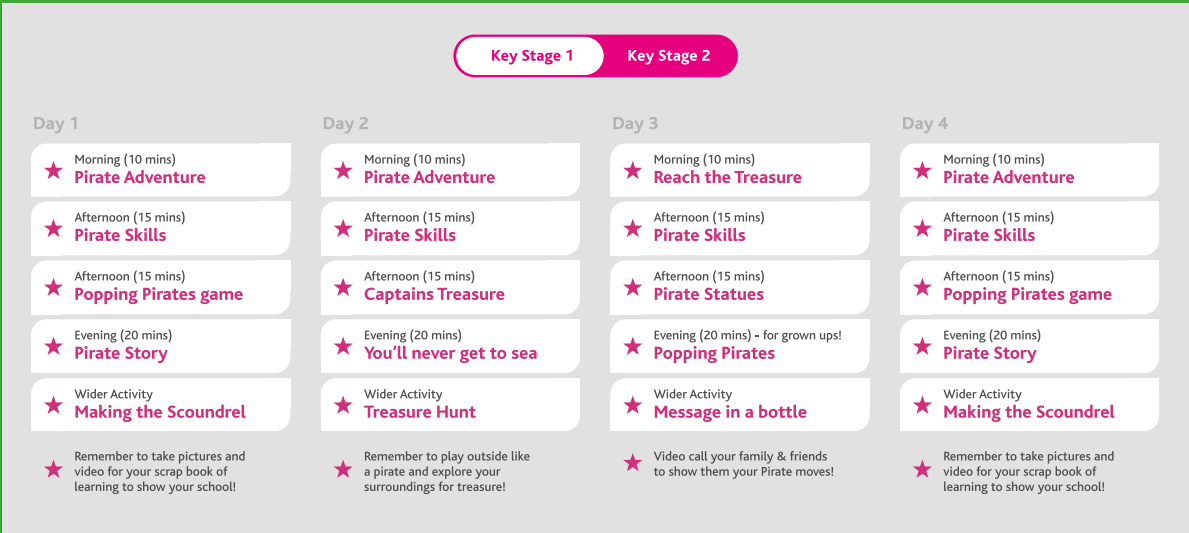 Key Stage 1
Key Stage 2
Day 1
Morning (10 mins)
Pirate Adventure
Afternoon (15 mins)
Pirate Skills
Afternoon (15 mins)
Popping Pirates game
Evening (20 mins)
Pirate Story
Wider Activity
Making the Scoundrel
Remember to take pictures and
video for your scrap book of
learning to show your school!
Day 2
Morning (10 mins)
Pirate Adventure
Afternoon (15 mins)
Pirate Skills
Afternoon (15 mins)
Captains Treasure
Evening (20 mins)
You'll never get to sea
Wider Activity
Treasure Hunt
Remember to play outside like
a pirate and explore your
surroundings for treasure!
Day 3
Morning (10 mins)
Reach the Treasure
Afternoon (15 mins)
Pirate Skills
Afternoon (15 mins)
Pirate Statues
Evening (20 mins) - for grown ups!
Popping Pirates
Wider Activity
Message in a bottle
Video call your family & friends
to show them your Pirate moves!
Day 4
Morning (10 mins)
Pirate Adventure
Afternoon (15 mins)
Pirate Skills
Afternoon (15 mins)
Popping Pirates game
Evening (20 mins)
Pirate Story
Wider Activity
Making the Scoundrel
Remember to take pictures and
video for your scrap book of
learning to show your school!